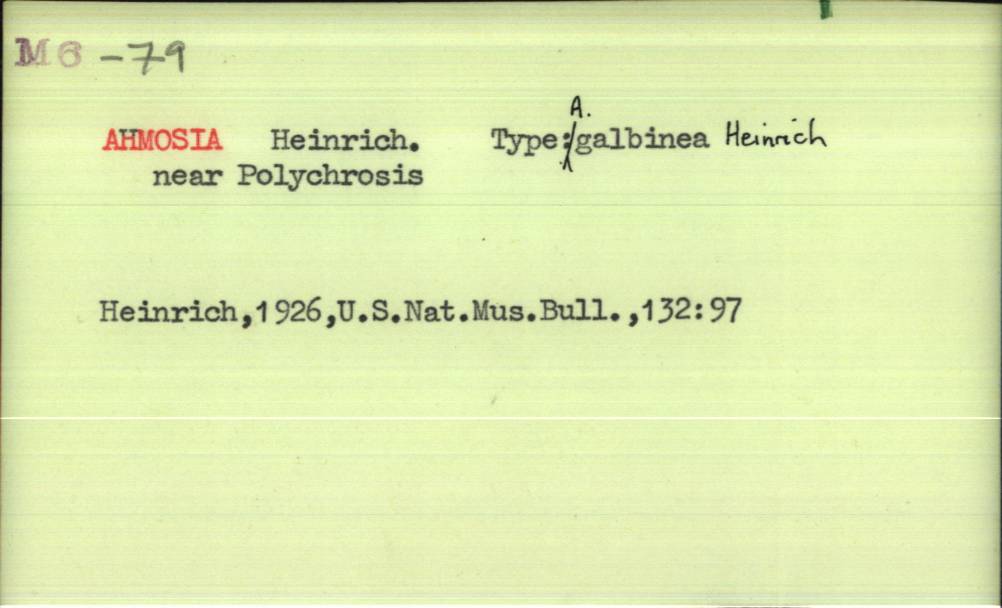 M6 -79
AHMOSIA Heinrich. Type: A. galbinea Heinrich
near Polychrosis
Heinrich,1926,U.S.Nat.Mus.Bull.,132:97